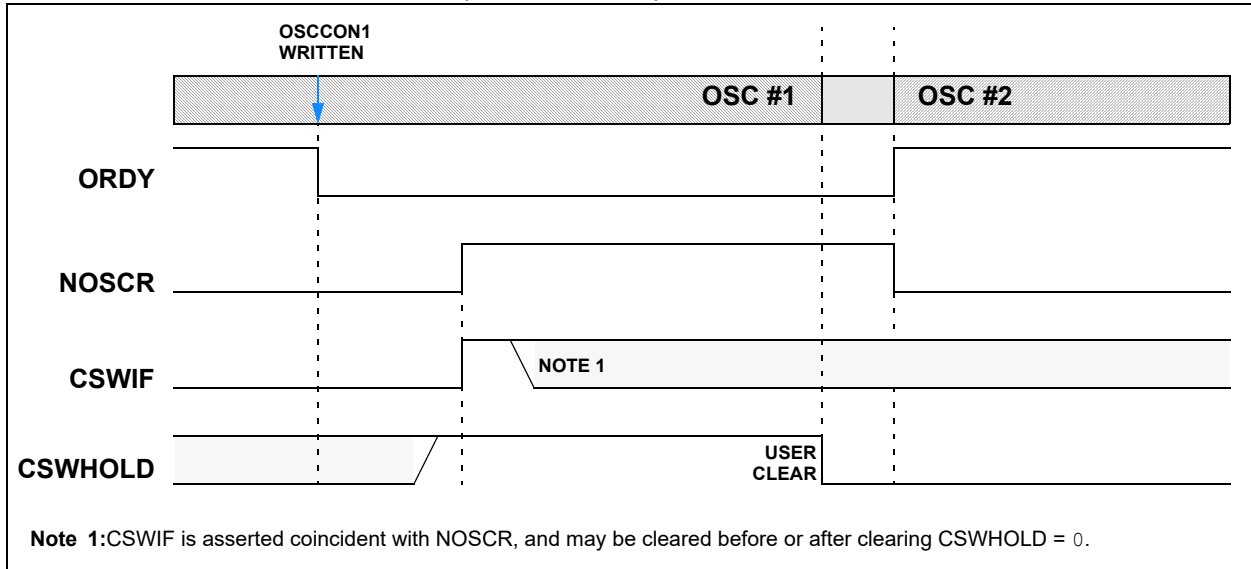 OSCCON1
WRITTEN
OSC #1
OSC #2
ORDY
NOSCR
CSWIF
NOTE 1
CSWHOLD
USER
CLEAR
Note 1:CSWIF is asserted coincident with NOSCR, and may be cleared before or after clearing CSWHOLD = 0.